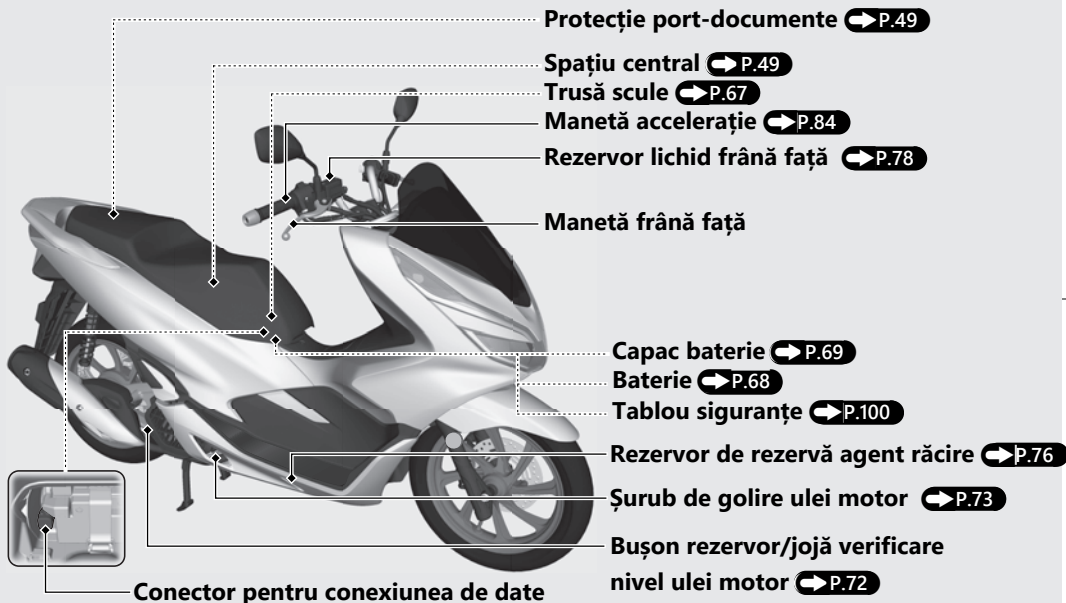 Protecție port-documente P.49
Spațiu central P.49
Trusă scule P.67
Manetă accelerație P.84
Rezervor lichid frână față P.78
Manetă frână față
Capac baterie P.69
Baterie P.68
Tablou siguranțe P.100
Rezervor de rezervă agent răcire P.76
Șurub de golire ulei motor P.73
Bușon rezervor/jojă verificare
nivel ulei motor P.72
Conector pentru conexiunea de date